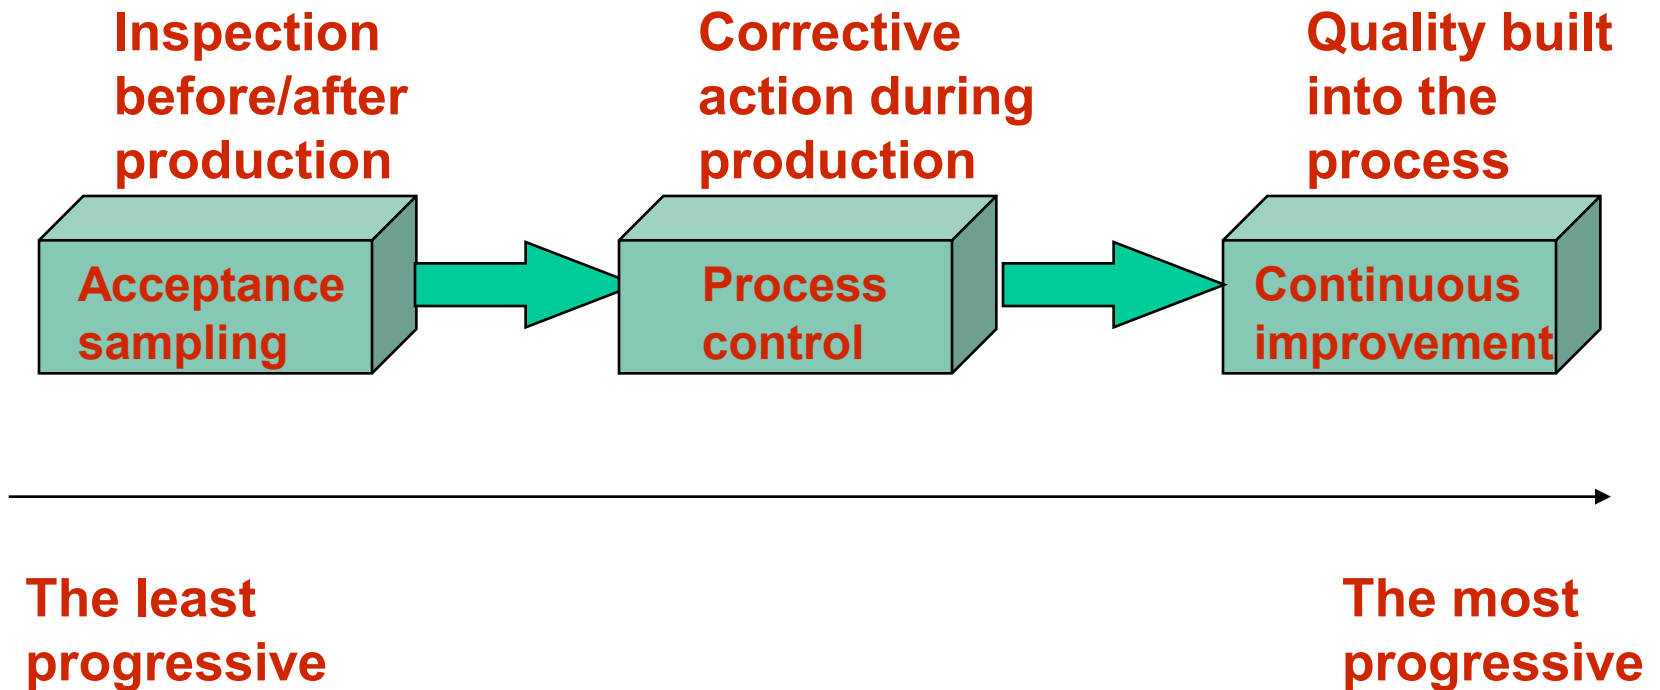 Inspection
before/after
production
Corrective
action during
production
Quality built
into the
process
Acceptance
sampling
Process
control
Continuous
improvement
The least
progressive
The most
progressive